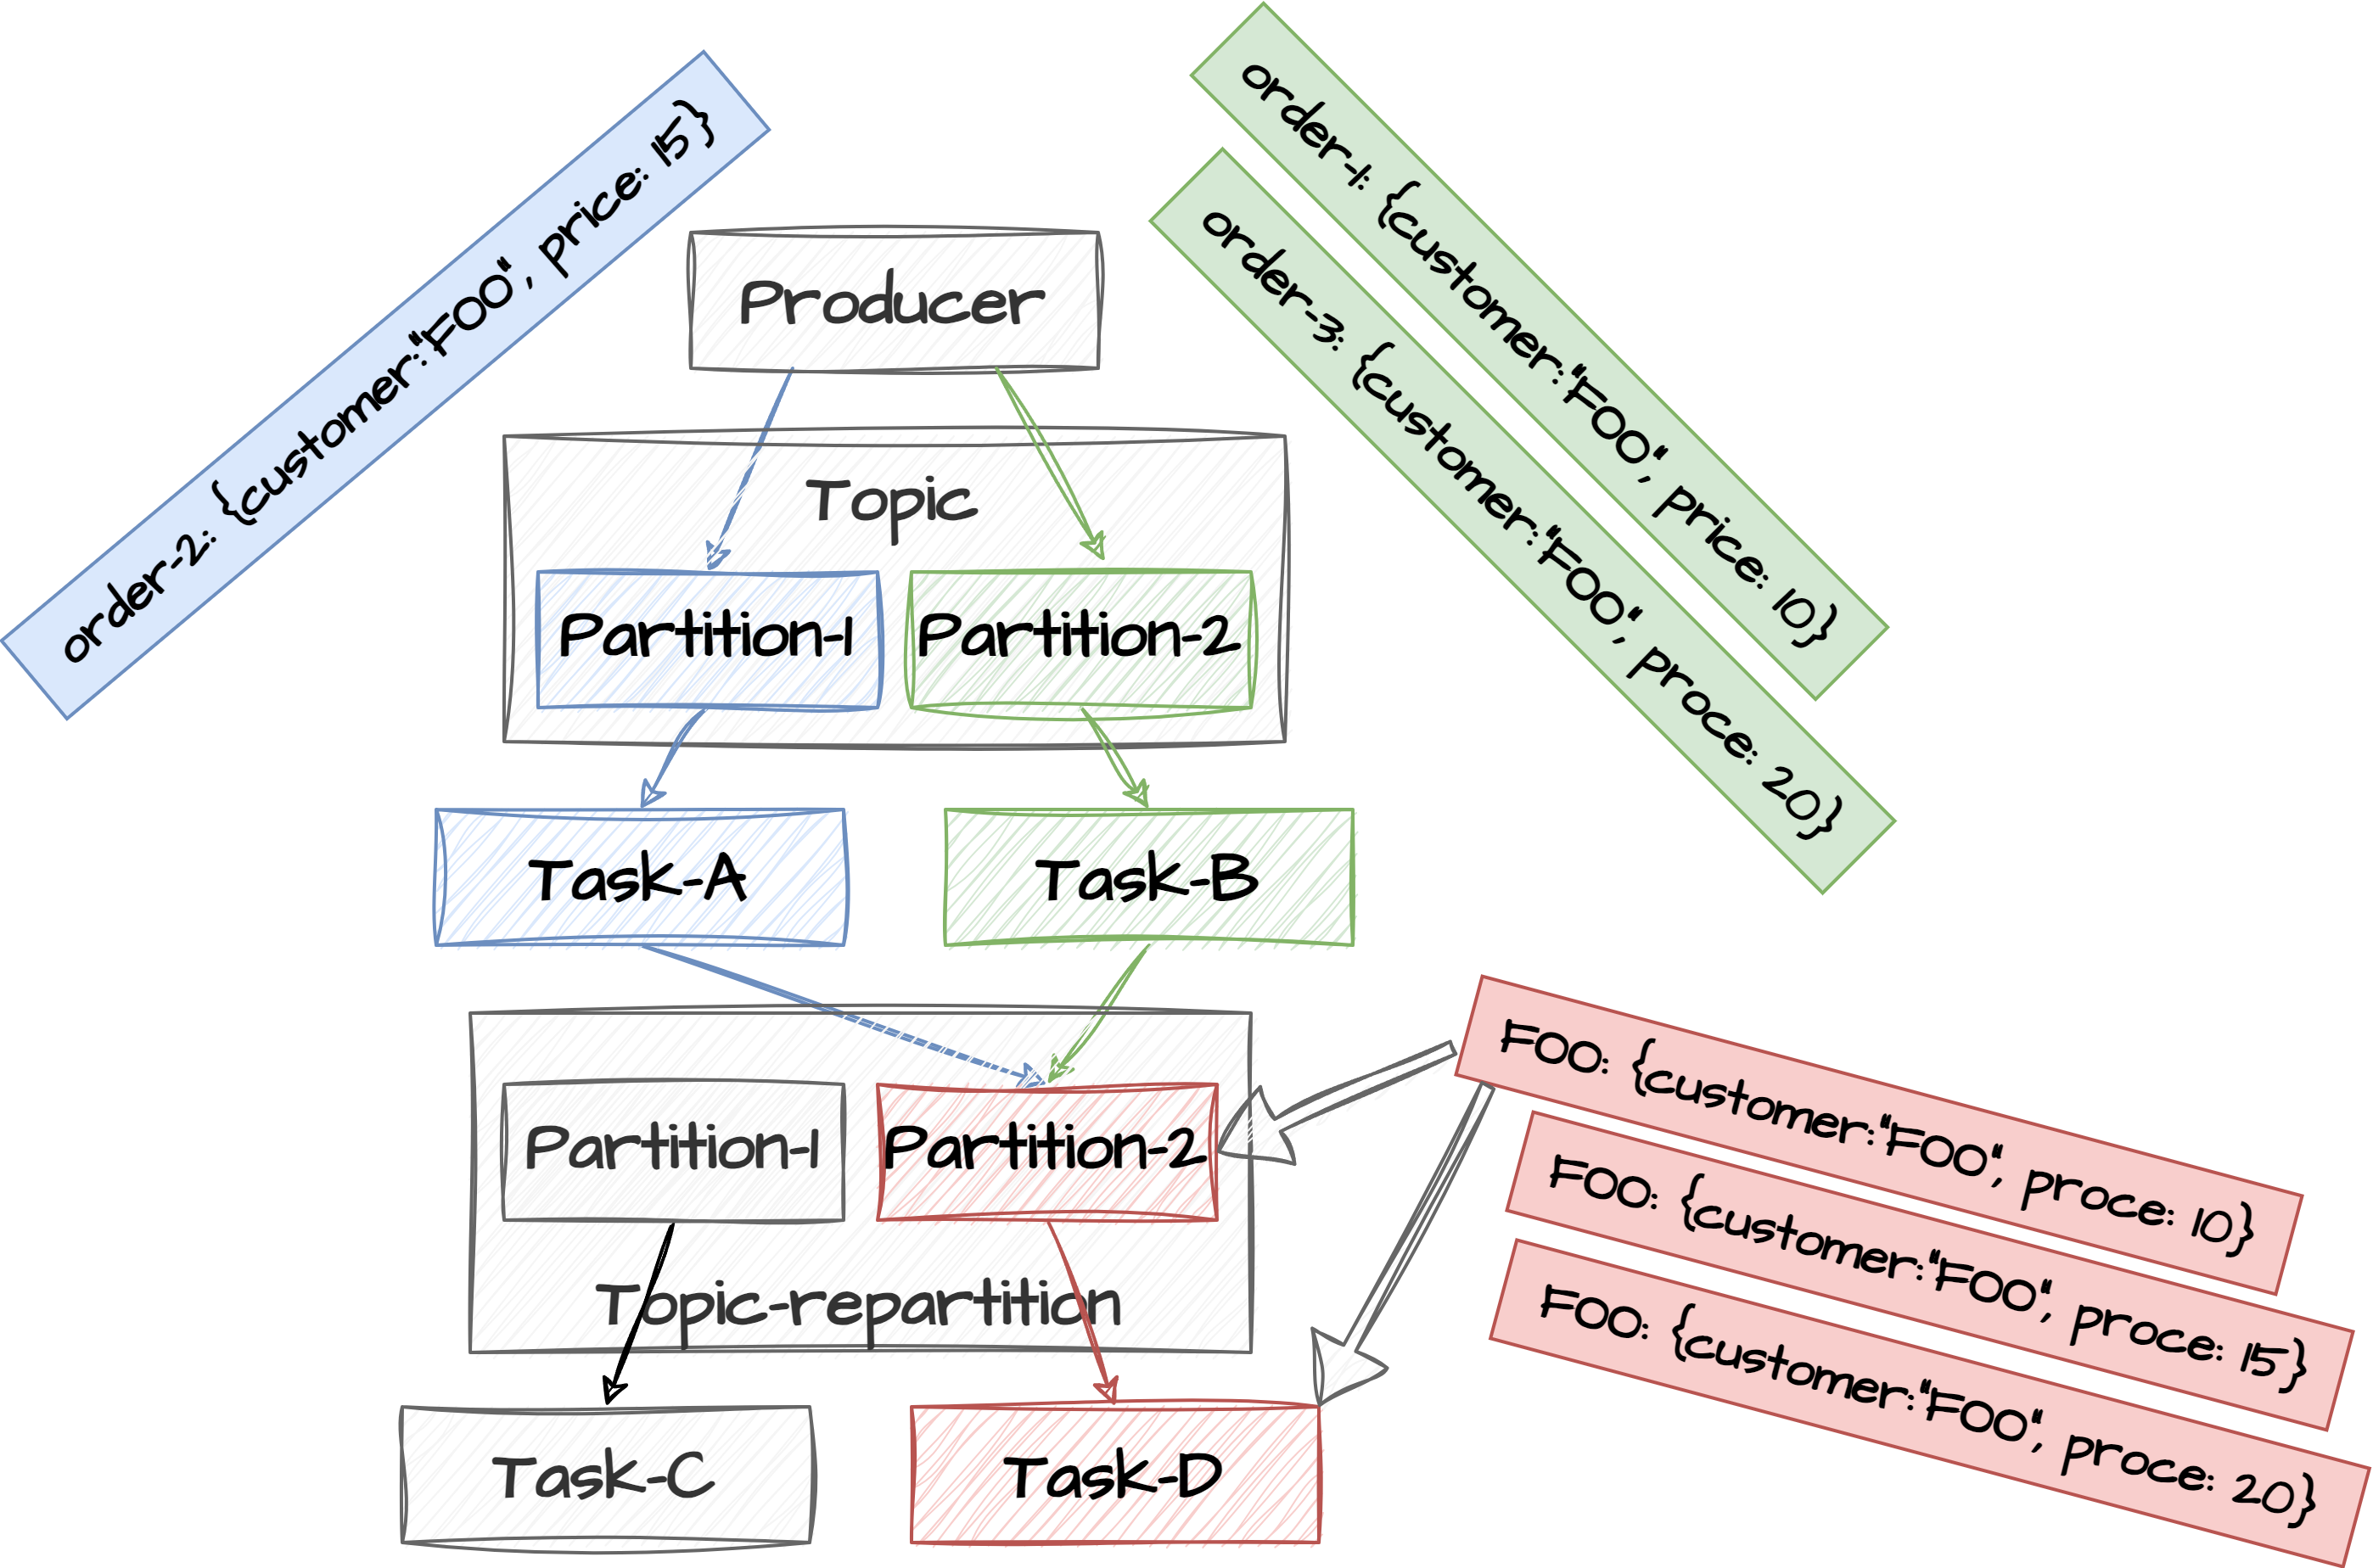 order-2: {customer:"FOO", price: 15}
order-1: {customer:"FOO", price: 10}
order-3: {customer:"FOO", proce: 20}
Producer
Topic
Partition-1
Partition-2
Task-A
Task-B
Partition-1
Partition-2
Topic-repartition
FOO: {customer:"FOO", proce: 10}
FOO: {customer:"FOO", proce: 15}
FOO: {customer:"FOO", proce: 20}
Task-C
Task-D